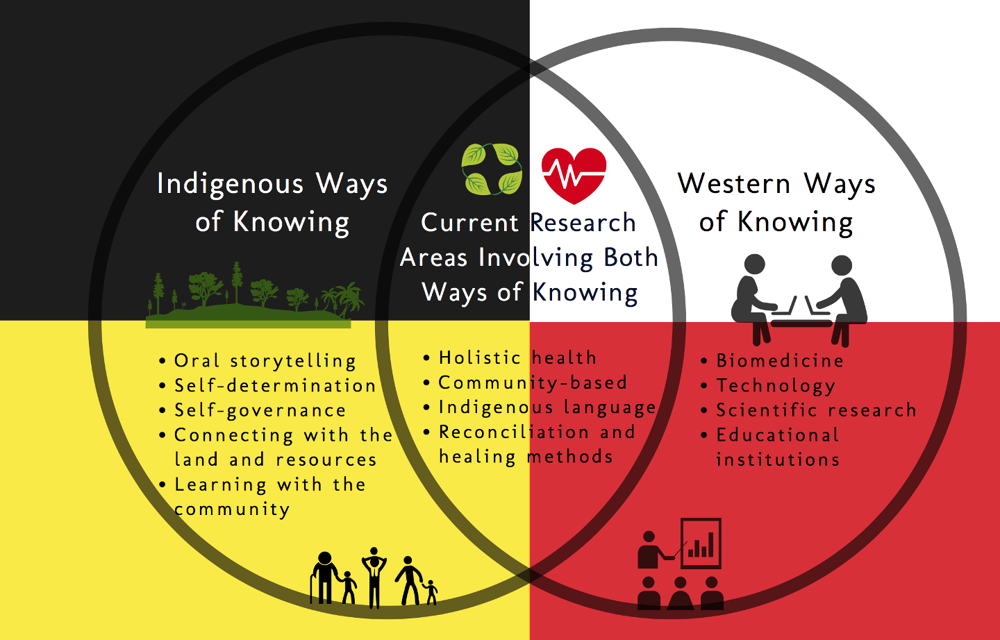 Indigenous Ways
of Knowing
Current Research
Areas Involving Both
Ways of Knowing
Western Ways
of Knowing
• Oral storytelling
• Self-determination
• Self-governance
• Connecting with the
land and resources
• Learning with the
community
• Holistic health
• Community-based
• Indigenous language
• Reconciliation and
healing methods
• Biomedicine
• Technology
• Scientific research
• Educational
institutions